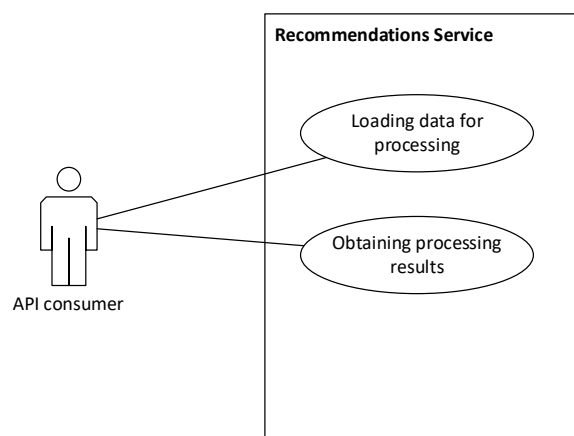 Recommendations Service
Loading data for
processing
Obtaining processing
results
API consumer